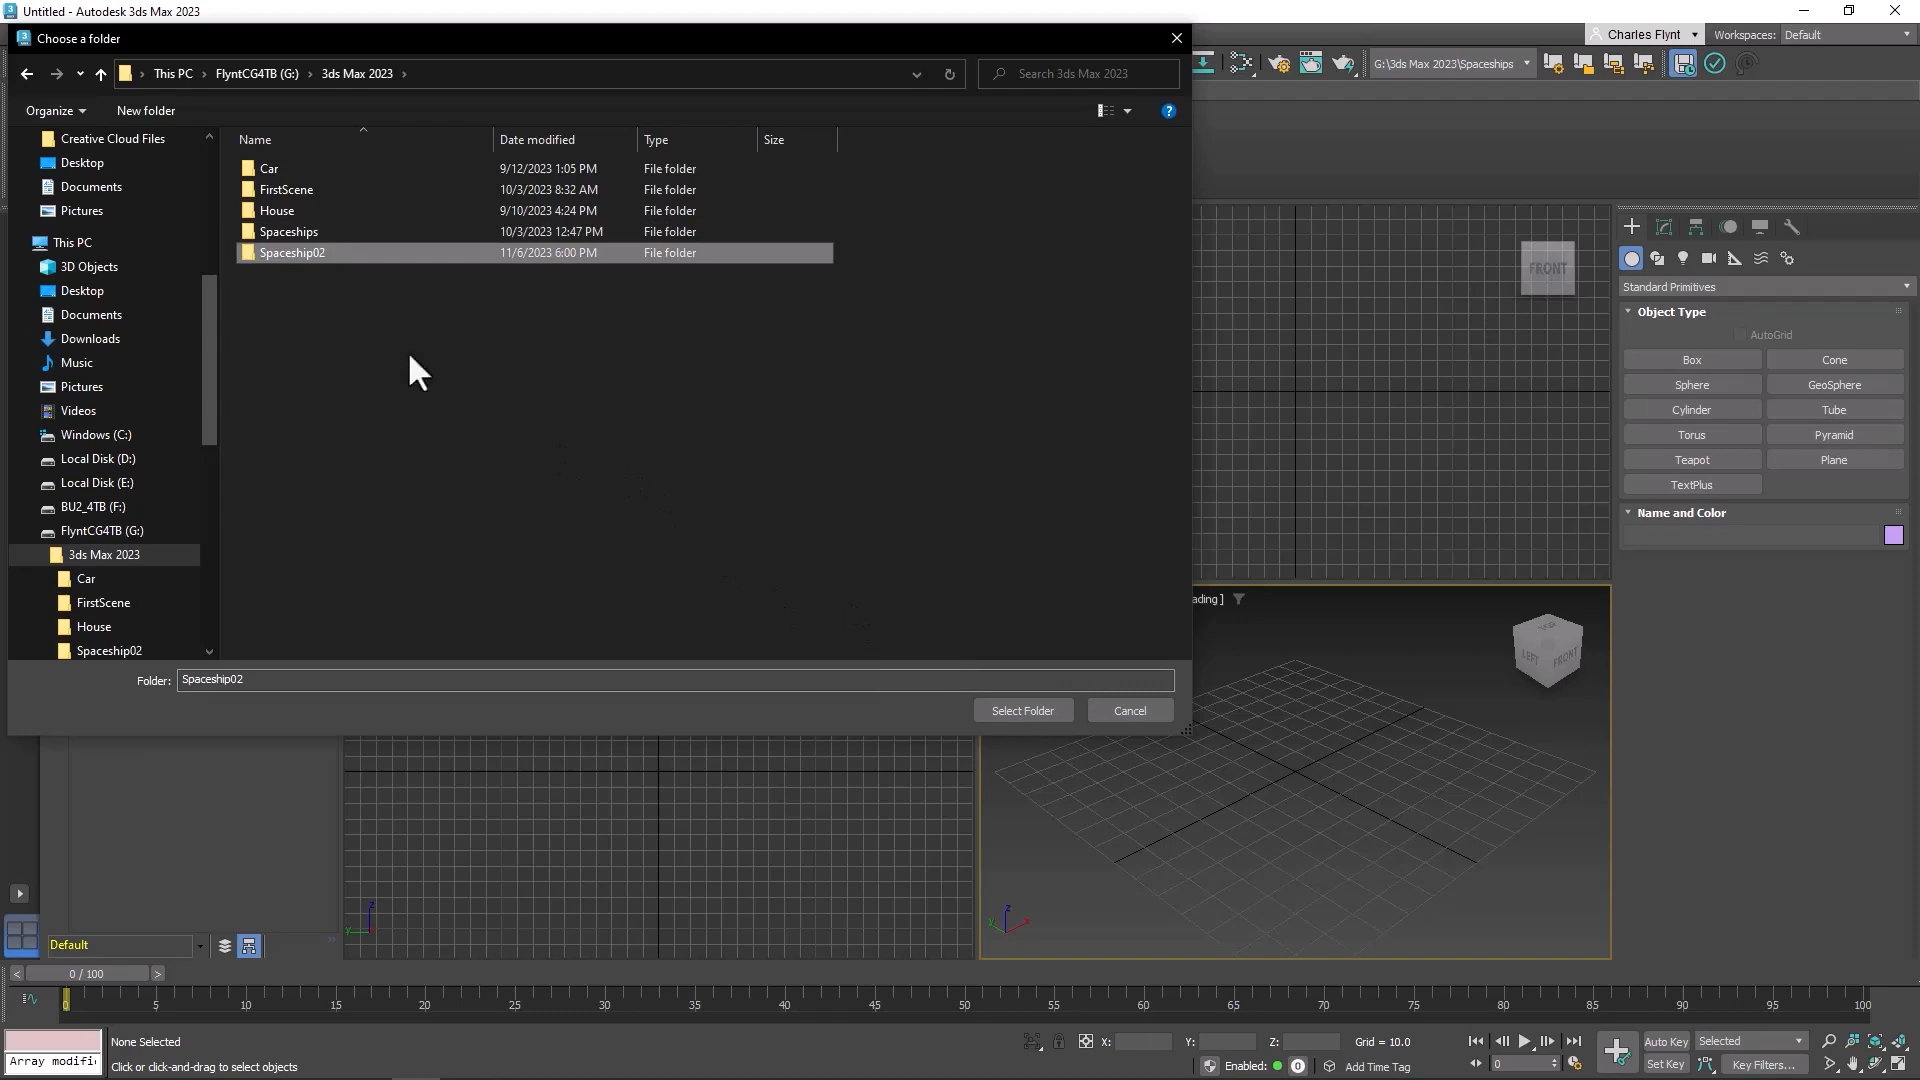 Untitled - Autodesk 3ds Max 2023
Choose a folder
Charles Flynt
Workspaces: Default
This PC > FlyntCG4TB (G:) > 3ds Max 2023 >
Search 3ds Max 2023
G:\3ds Max 2023\Spaceships
Organize
New folder
Name
Date modified
Type
Size
Car 9/12/2023 1:05 PM File folder
FirstScene 10/3/2023 8:32 AM File folder
House 9/10/2023 4:24 PM File folder
Spaceships 10/3/2023 12:47 PM File folder
Spaceship02 11/6/2023 6:00 PM File folder
Creative Cloud Files
Desktop
Documents
Pictures
This PC
3D Objects
Desktop
Documents
Downloads
Music
Pictures
Videos
Windows (C:)
Local Disk (D:)
Local Disk (E:)
BU2_4TB (F:)
FlyntCG4TB (G:)
3ds Max 2023
Car
FirstScene
House
Spaceship02
Folder: Spaceship02
Select Folder
Cancel
FRONT
ading ]
TOP
LEFT
FRONT
Standard Primitives
Object Type
AutoGrid
Box
Cone
Sphere
GeoSphere
Cylinder
Tube
Torus
Pyramid
Teapot
Plane
TextPlus
Name and Color
z
y
z
y
x
Default
< 0 / 100 >
0 5 10 15 20 25 30 35 40 45 50 55 60 65 70 75 80 85 90 95 100
None Selected
X:
Y:
Z:
Grid = 10.0
Auto Key
Selected
Array modifi
Click or click-and-drag to select objects
Enabled:
0
Add Time Tag
0
Set Key
Key Filters...